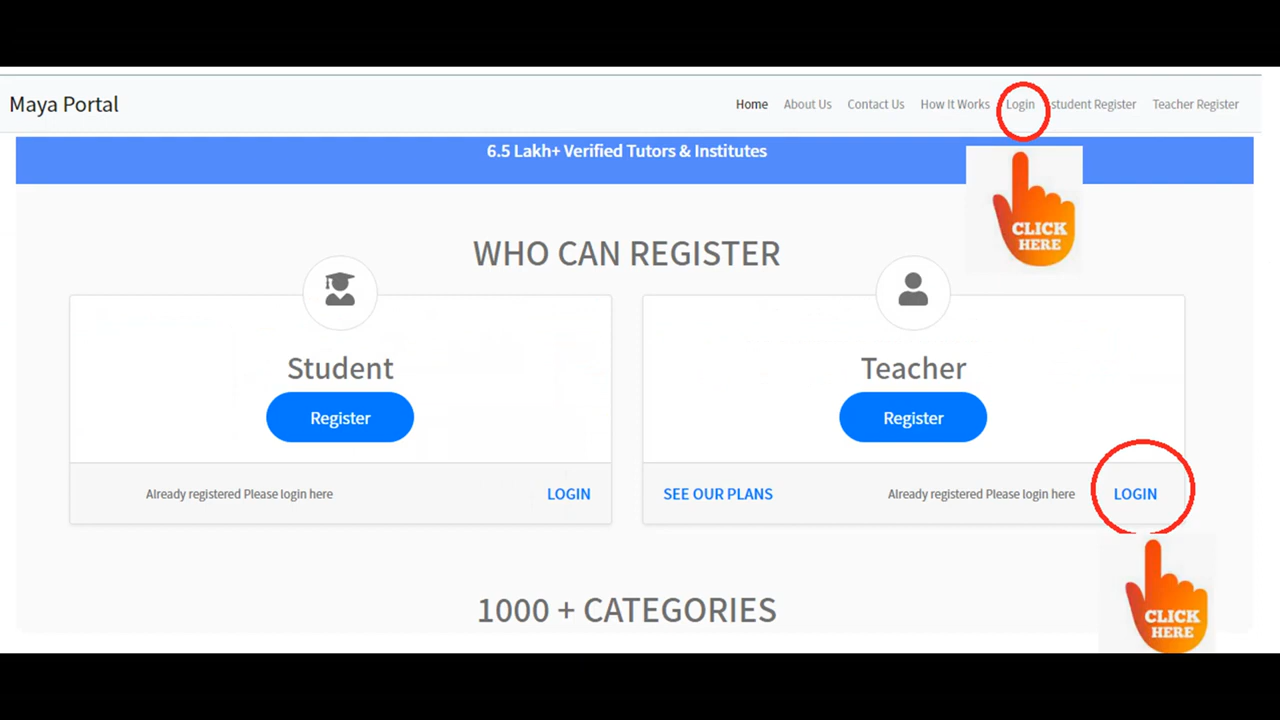 Maya Portal
Home About Us Contact Us How It Works Login Student Register Teacher Register
6.5 Lakh+ Verified Tutors & Institutes
CLICK
HERE
WHO CAN REGISTER
Student
Register
Already registered Please login here LOGIN
Teacher
Register
SEE OUR PLANS Already registered Please login here LOGIN
CLICK
HERE
1000 + CATEGORIES